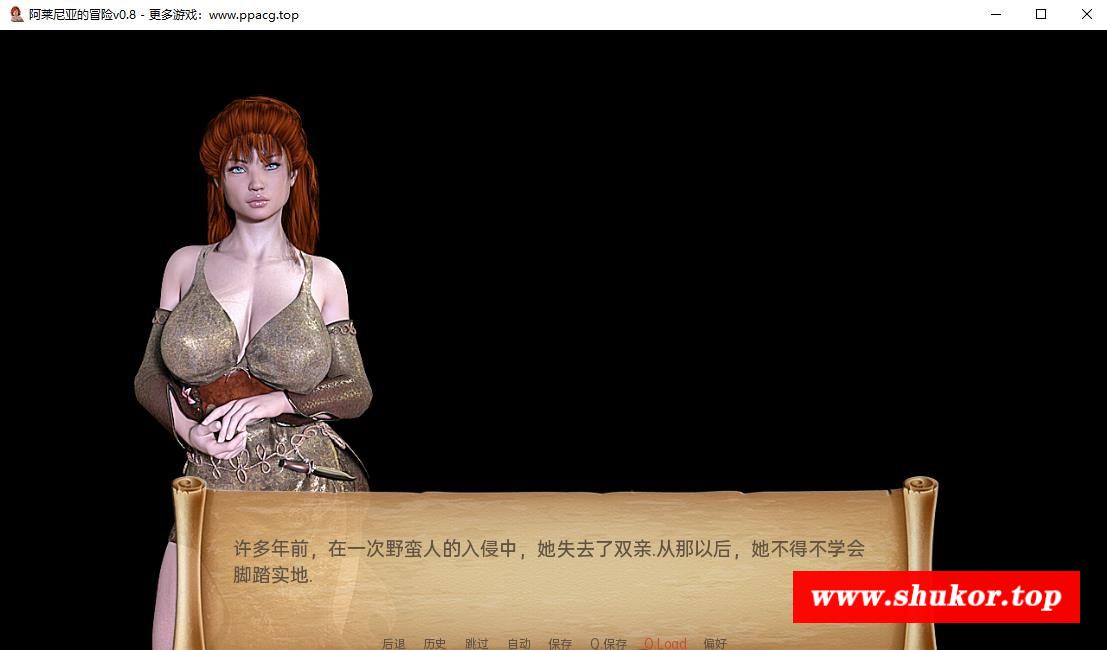 阿莱尼亚的冒险v0.8 - 更多游戏：www.ppacg.top
许多年前，在一次野蛮人的入侵中，她失去了双亲.从那以后，她不得不学会
脚踏实地.
www.shukor.top
后退 历史 跳过 自动 保存 Q.保存 Q.Load 偏好